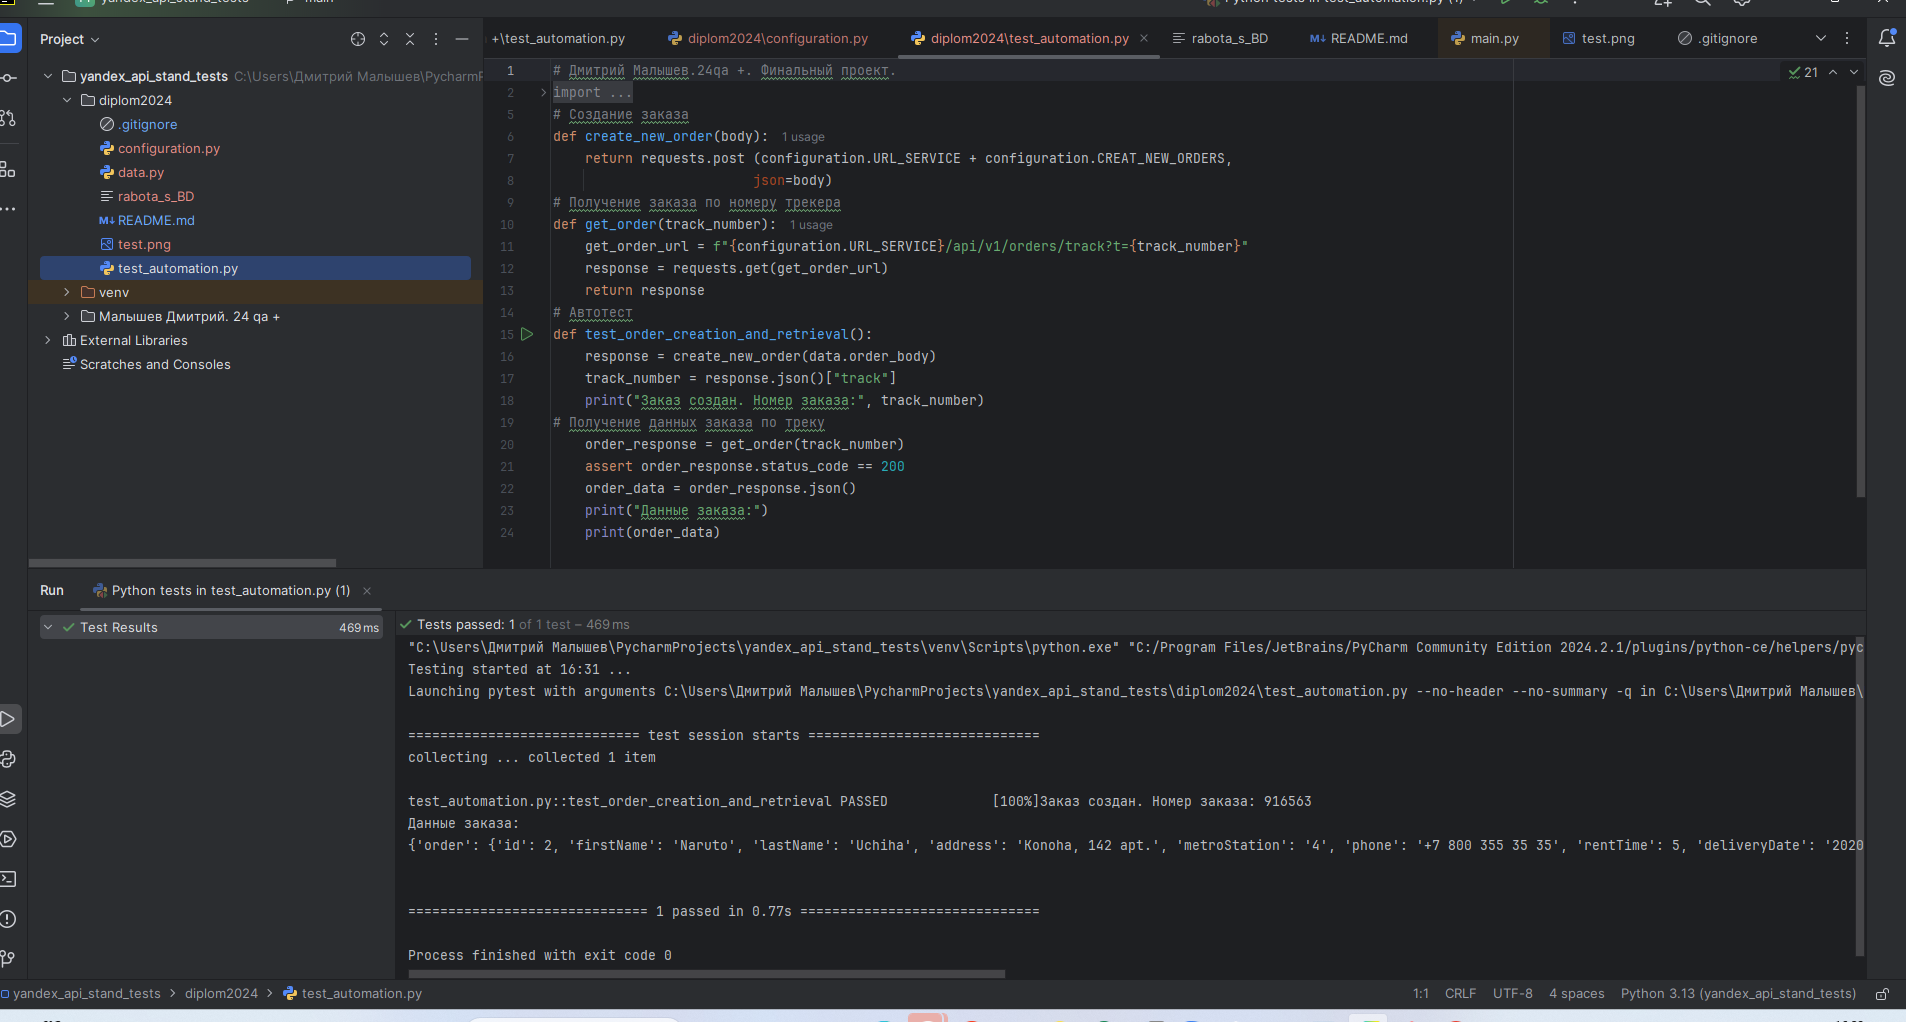 yandex_api_stand_tests main Python tests in test_automation.py (1)
Project
+\test_automation.py diplom2024\configuration.py diplom2024\test_automation.py rabota_s_BD README.md main.py test.png .gitignore
yandex_api_stand_tests C:\Users\Дмитрий Малышев\PycharmP
diplom2024
.gitignore
configuration.py
data.py
rabota_s_BD
README.md
test.png
test_automation.py
venv
Малышев Дмитрий. 24 qa +
External Libraries
Scratches and Consoles
21
1 # Дмитрий Малышев.24qa +. Финальный проект.
2 import ...
5 # Создание заказа
6 def create_new_order(body): 1 usage
7 return requests.post (configuration.URL_SERVICE + configuration.CREAT_NEW_ORDERS,
8 json=body)
9 # Получение заказа по номеру трекера
10 def get_order(track_number): 1 usage
11 get_order_url = f"{configuration.URL_SERVICE}/api/v1/orders/track?t={track_number}"
12 response = requests.get(get_order_url)
13 return response
14 # Автотест
15 def test_order_creation_and_retrieval():
16 response = create_new_order(data.order_body)
17 track_number = response.json()["track"]
18 print("Заказ создан. Номер заказа:", track_number)
19 # Получение данных заказа по треку
20 order_response = get_order(track_number)
21 assert order_response.status_code == 200
22 order_data = order_response.json()
23 print("Данные заказа:")
24 print(order_data)
Run Python tests in test_automation.py (1)
Test Results 469 ms
Tests passed: 1 of 1 test – 469 ms
"C:\Users\Дмитрий Малышев\PycharmProjects\yandex_api_stand_tests\venv\Scripts\python.exe" "C:/Program Files/JetBrains/PyCharm Community Edition 2024.2.1/plugins/python-ce/helpers/pyc
Testing started at 16:31 ...
Launching pytest with arguments C:\Users\Дмитрий Малышев\PycharmProjects\yandex_api_stand_tests\diplom2024\test_automation.py --no-header --no-summary -q in C:\Users\Дмитрий Малышев\
============================= test session starts =============================
collecting ... collected 1 item
test_automation.py::test_order_creation_and_retrieval PASSED [100%]Заказ создан. Номер заказа: 916563
Данные заказа:
{'order': {'id': 2, 'firstName': 'Naruto', 'lastName': 'Uchiha', 'address': 'Konoha, 142 apt.', 'metroStation': '4', 'phone': '+7 800 355 35 35', 'rentTime': 5, 'deliveryDate': '2020
============================== 1 passed in 0.77s ==============================
Process finished with exit code 0
yandex_api_stand_tests > diplom2024 > test_automation.py 1:1 CRLF UTF-8 4 spaces Python 3.13 (yandex_api_stand_tests)